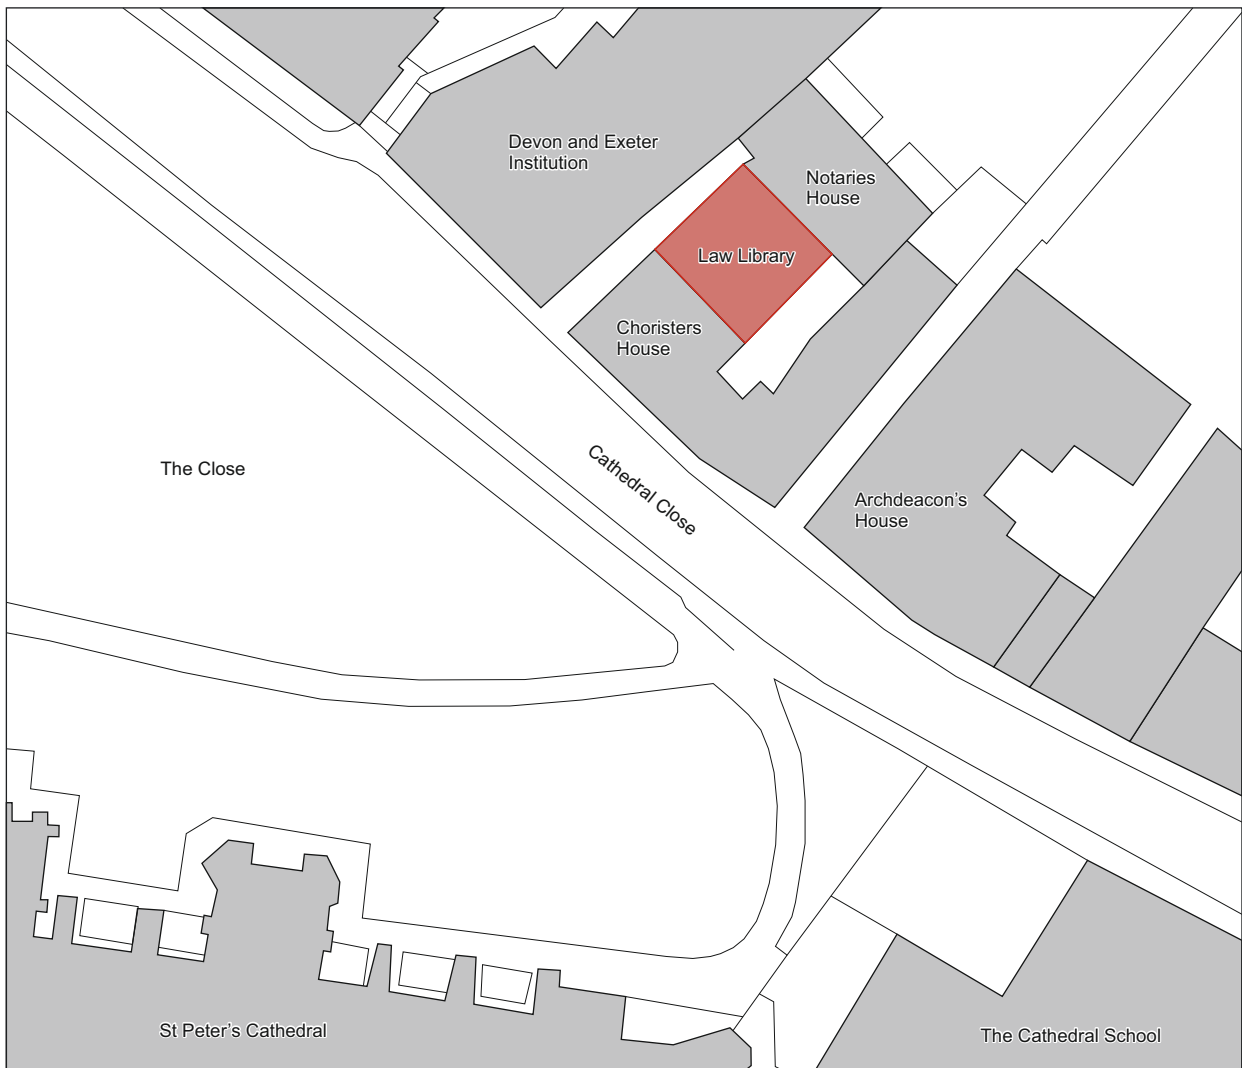 Devon and Exeter
Institution
Notaries
House
Law Library
Choristers
House
The Close
Cathedral Close
Archdeacon's
House
St Peter's Cathedral
The Cathedral School